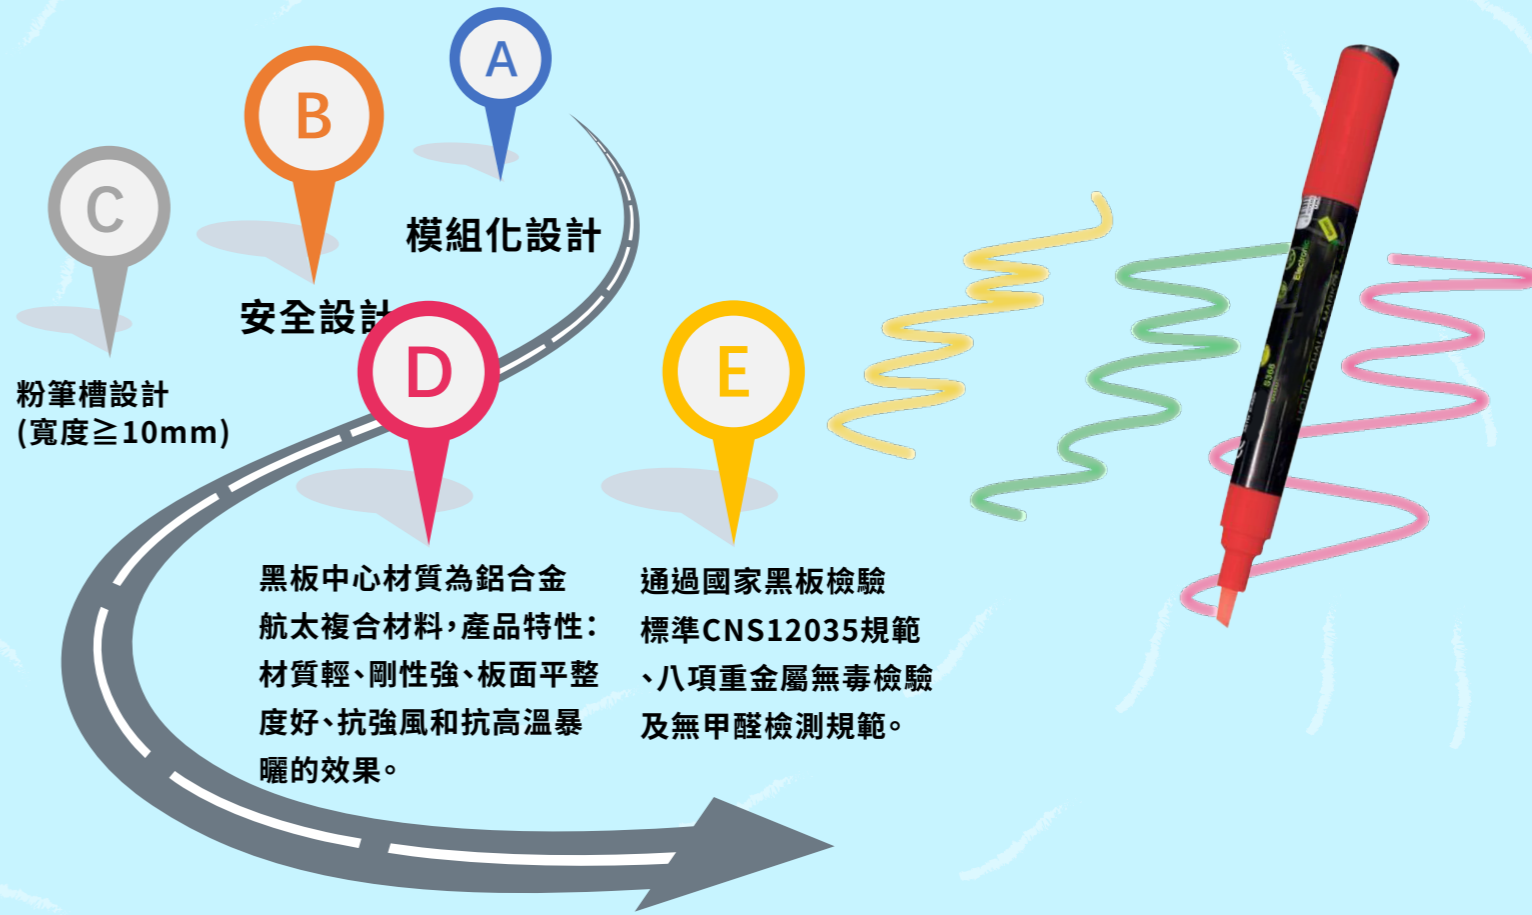 A
模組化設計
B
安全設計
C
粉筆槽設計
(寬度≧10mm)
D
黑板中心材質為鋁合金
航太複合材料，產品特性：
材質輕、剛性強、板面平整
度好、抗強風和抗高溫暴
曬的效果。
E
通過國家黑板檢驗
標準CNS12035規範
、八項重金屬無毒檢驗
及無甲醛檢測規範。
Electronic
S368
LIQUID CHALK MARKER